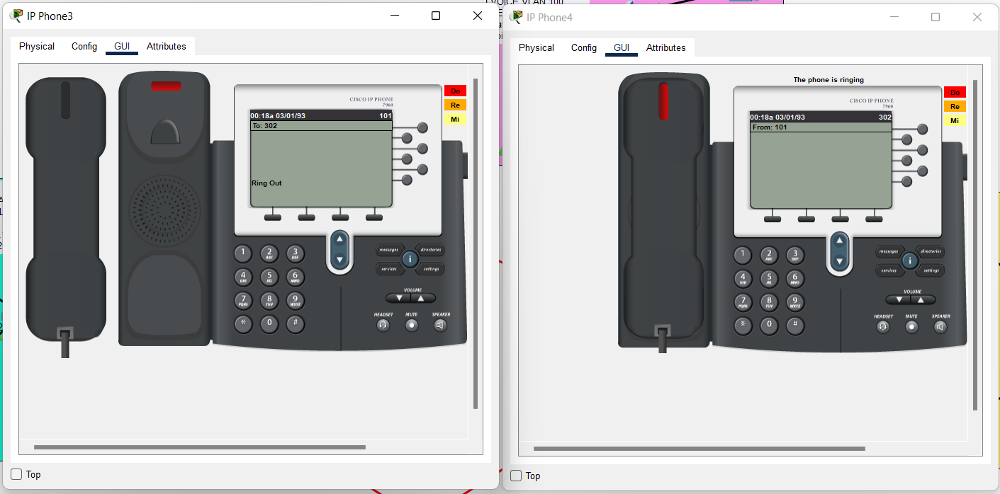 VOICE VLAN 100
IP Phone3
Physical Config GUI Attributes
CISCO IP PHONE
7960
Do
Re
Mi
00:18a 03/01/93 101
To: 302
Ring Out
1 2 ABC 3 DEF
4 GHI 5 JKL 6 MNO
7 PQRS 8 TUV 9 WXYZ
* 0 #
messages directories
i
services settings
VOLUME
HEADSET MUTE SPEAKER
Top
IP Phone4
Physical Config GUI Attributes
The phone is ringing
CISCO IP PHONE
7960
Do
Re
Mi
00:18a 03/01/93 302
From: 101
1 2 ABC 3 DEF
4 GHI 5 JKL 6 MNO
7 PQRS 8 TUV 9 WXYZ
* 0 #
messages directories
i
services settings
VOLUME
HEADSET MUTE SPEAKER
Top